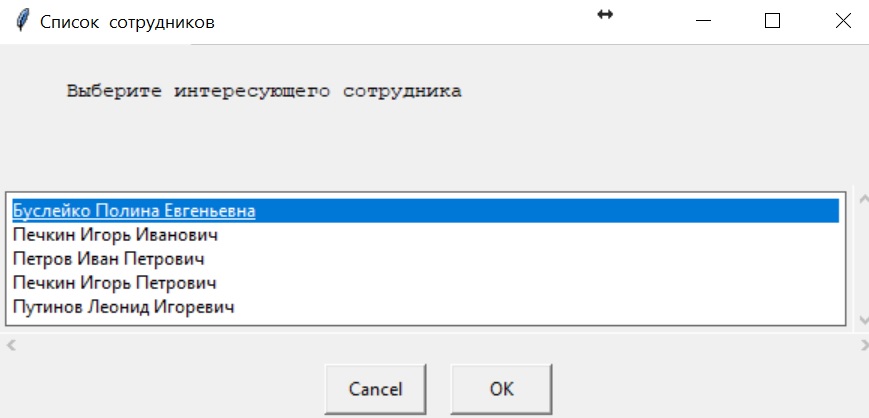 Список сотрудников
Выберите интересующего сотрудника
Буслейко Полина Евгеньевна
Печкин Игорь Иванович
Петров Иван Петрович
Печкин Игорь Петрович
Путинов Леонид Игоревич
Cancel
OK